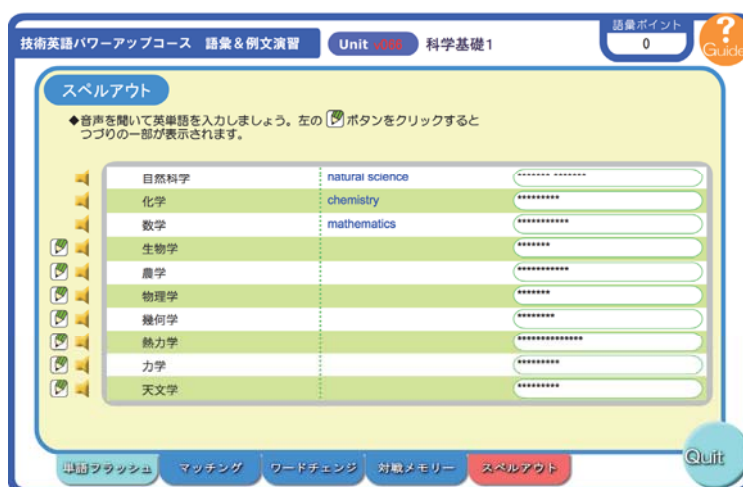 技術英語パワーアップコース 語彙&例文演習 Unit v006 科学基礎1
語彙ポイント
0
?
Guide
スペルアウト
◆音声を聞いて英単語を入力しましょう。左の ボタンをクリックすると
つづりの一部が表示されます。
自然科学 natural science ------- -------
化学 chemistry *********
数学 mathematics ***********
生物学 *******
農学 ***********
物理学 *******
幾何学 ********
熱力学 **************
力学 *********
天文学 *********
単語フラッシュ マッチング ワードチェンジ 対戦メモリー スペルアウト
Quit